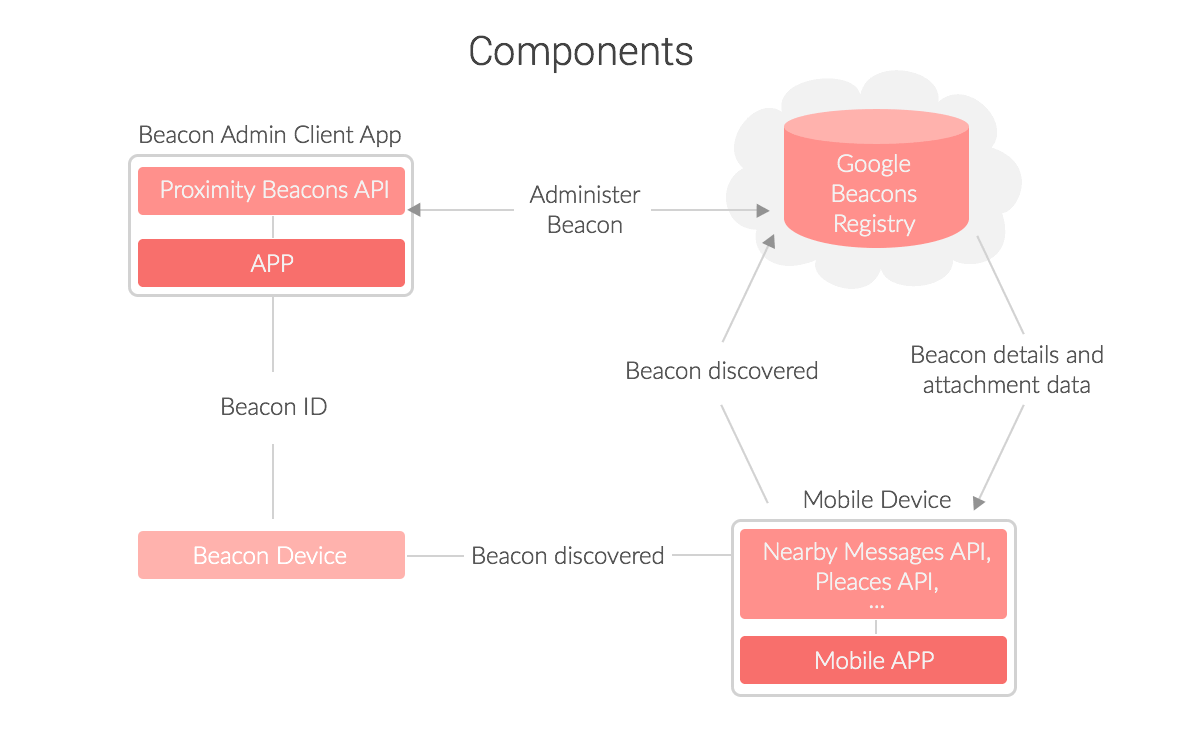 Components
Beacon Admin Client App
Proximity Beacons API
APP
Administer
Beacon
Google
Beacons
Registry
Beacon discovered
Beacon details and
attachment data
Beacon ID
Beacon Device
Beacon discovered
Mobile Device
Nearby Messages API,
Pleaces API,
...
Mobile APP